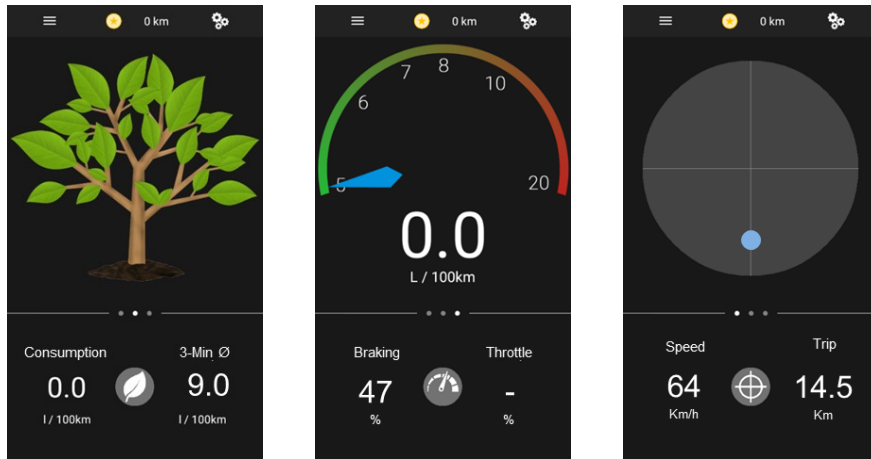 0 km
Consumption 3-Min Ø
0.0 9.0
l / 100km l / 100km
0 km
5 6 7 8 10 20
0.0
L / 100km
Braking Throttle
47 -
% %
0 km
Speed Trip
64 14.5
Km/h Km